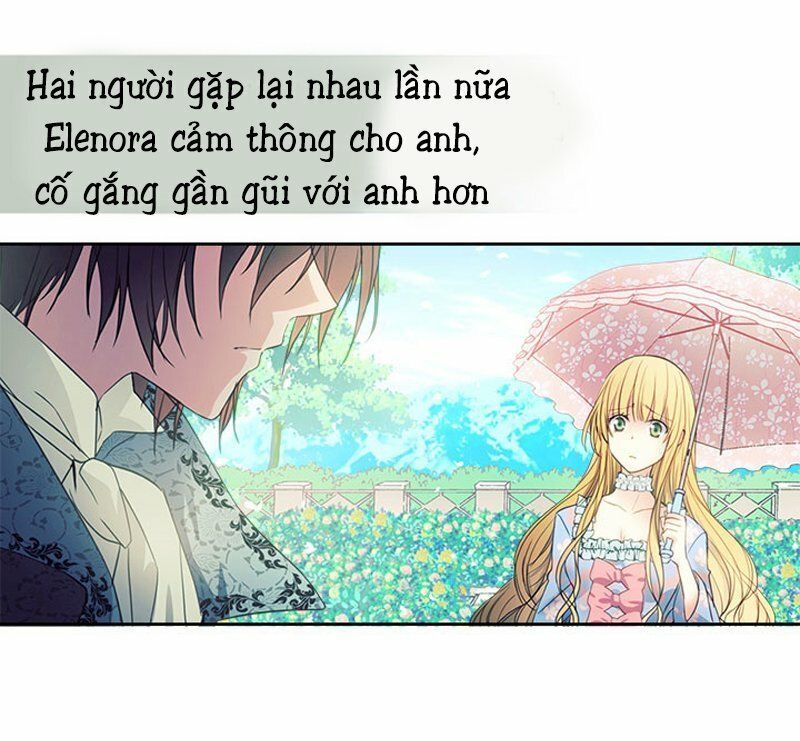 Hai người gặp lại nhau lần nữa
Elenora cảm thông cho anh,
cố gắng gần gũi với anh hơn